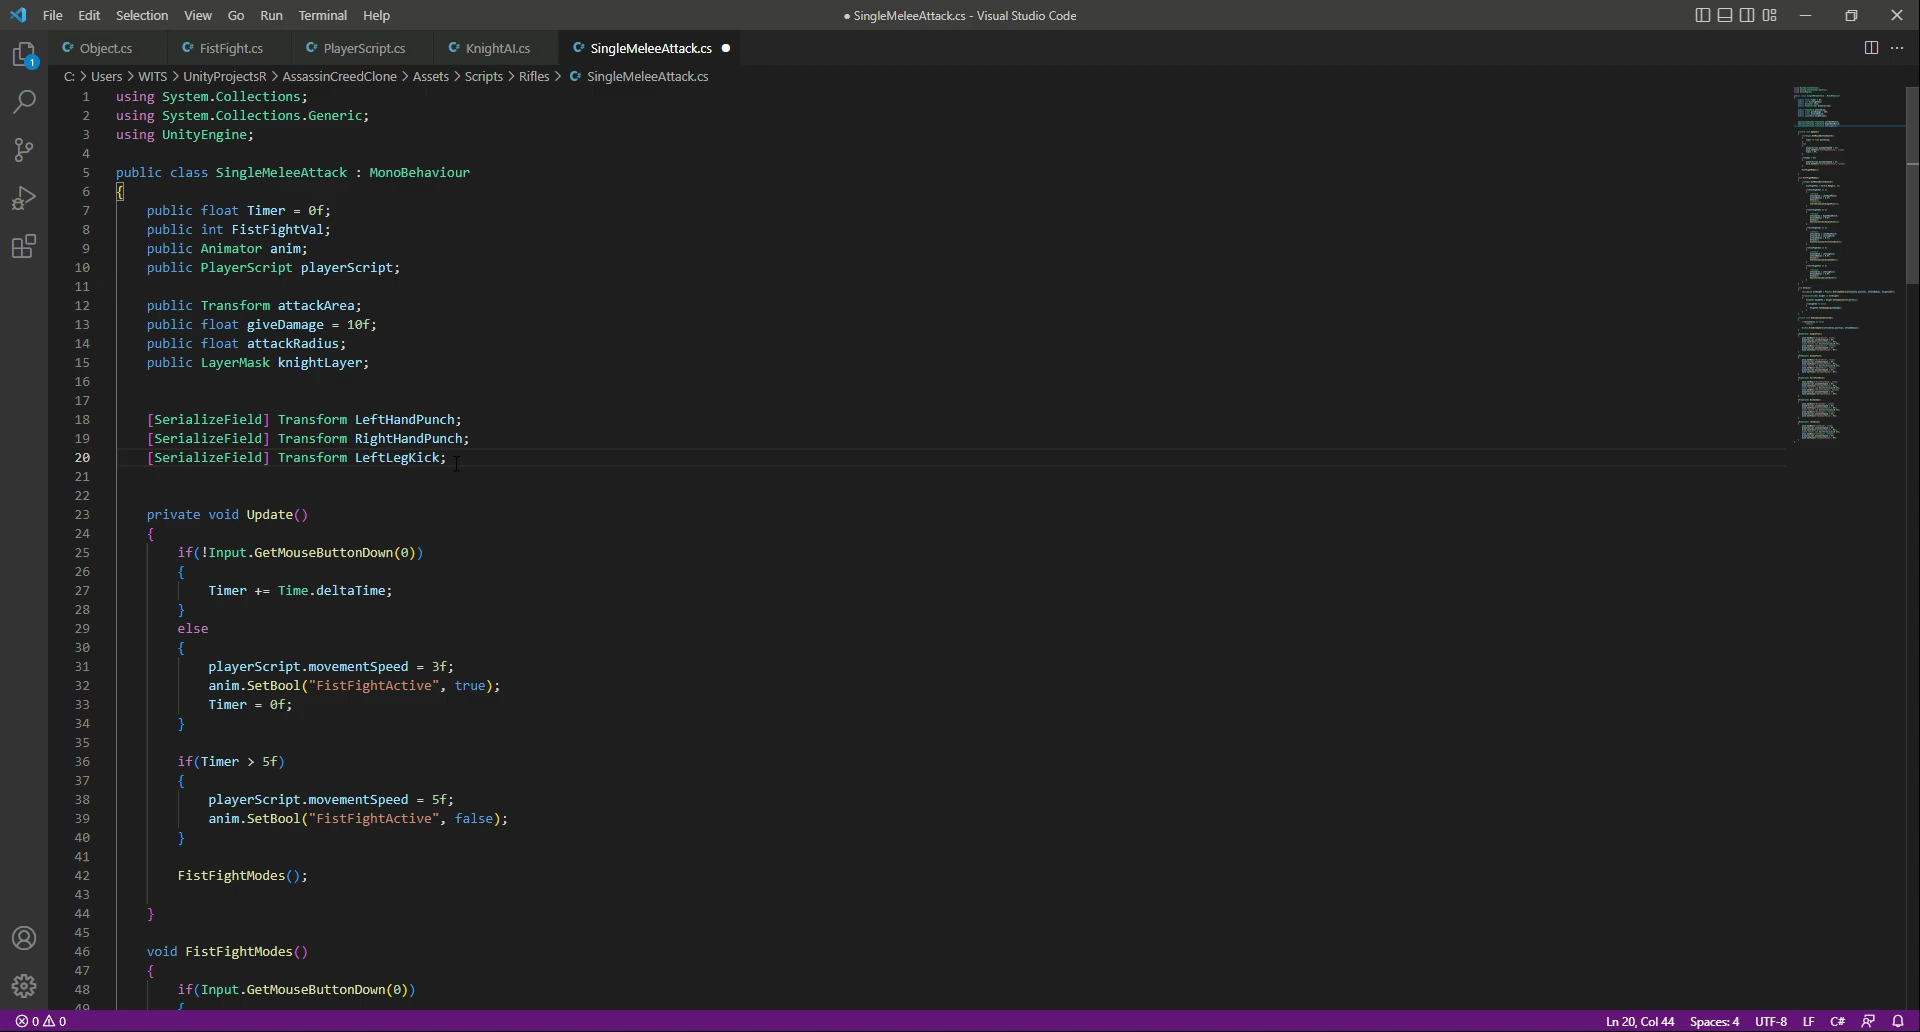 File Edit Selection View Go Run Terminal Help
● SingleMeleeAttack.cs - Visual Studio Code
Object.cs FistFight.cs PlayerScript.cs KnightAI.cs SingleMeleeAttack.cs ●
C: > Users > WITS > UnityProjectsR > AssassinCreedClone > Assets > Scripts > Rifles > SingleMeleeAttack.cs
1 using System.Collections;
2 using System.Collections.Generic;
3 using UnityEngine;
4
5 public class SingleMeleeAttack : MonoBehaviour
6 {
7 public float Timer = 0f;
8 public int FistFightVal;
9 public Animator anim;
10 public PlayerScript playerScript;
11
12 public Transform attackArea;
13 public float giveDamage = 10f;
14 public float attackRadius;
15 public LayerMask knightLayer;
16
17
18 [SerializeField] Transform LeftHandPunch;
19 [SerializeField] Transform RightHandPunch;
20 [SerializeField] Transform LeftLegKick;
21
22
23 private void Update()
24 {
25 if(!Input.GetMouseButtonDown(0))
26 {
27 Timer += Time.deltaTime;
28 }
29 else
30 {
31 playerScript.movementSpeed = 3f;
32 anim.SetBool("FistFightActive", true);
33 Timer = 0f;
34 }
35
36 if(Timer > 5f)
37 {
38 playerScript.movementSpeed = 5f;
39 anim.SetBool("FistFightActive", false);
40 }
41
42 FistFightModes();
43
44 }
45
46 void FistFightModes()
47 {
48 if(Input.GetMouseButtonDown(0))
49 {
1
0 0
Ln 20, Col 44 Spaces: 4 UTF-8 LF C#